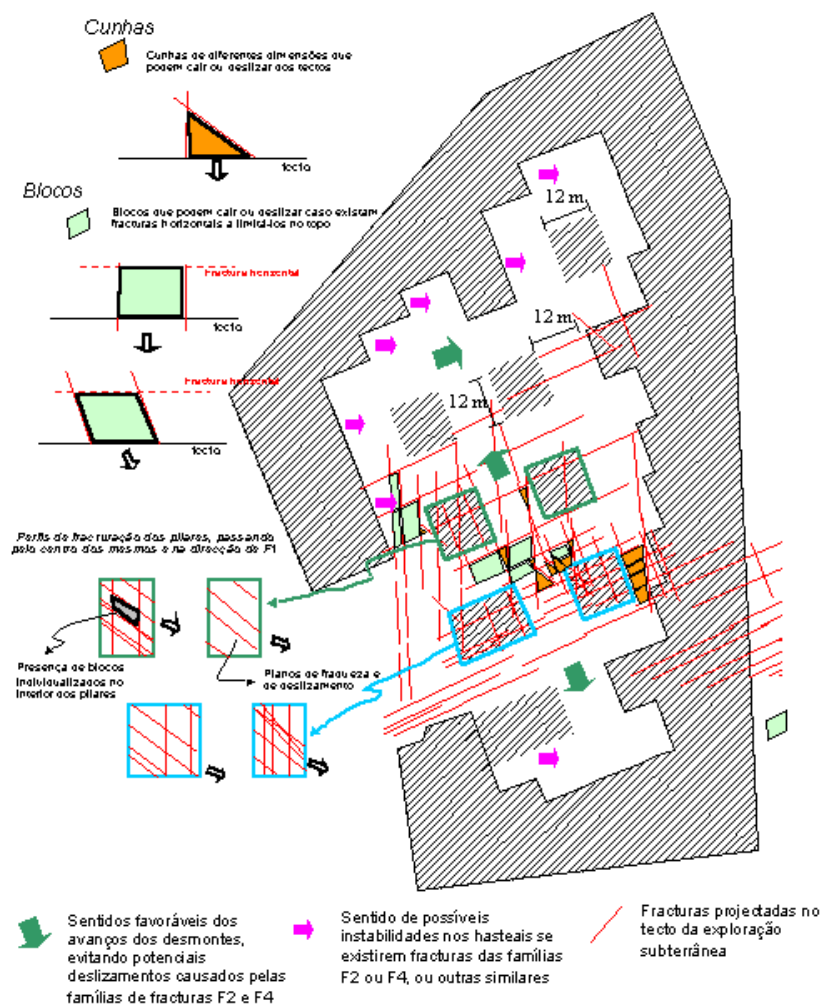 Cunhas
Cunhas de diferentes dimensões que
podem cair ou deslizar dos tectos
tecto
Blocos
Blocos que podem cair ou deslizar caso existam
fracturas horizontais a limitá-los no topo
Fractura horizontal
tecto
Fractura horizontal
tecto
12 m
12 m
12 m
Perfis de fracturação dos pilares, passando
pelo centro dos mesmos e na direcção de F1
Presença de blocos
individualizados no
interior dos pilares
Planos de fraqueza e
de deslizamento
Sentidos favoráveis dos
avanços dos desmontes,
evitando potenciais
deslizamentos causados pelas
famílias de fracturas F2 e F4
Sentido de possíveis
instabilidades nos hasteais se
existirem fracturas das famílias
F2 ou F4, ou outras similares
Fracturas projectadas no
tecto da exploração
subterrânea